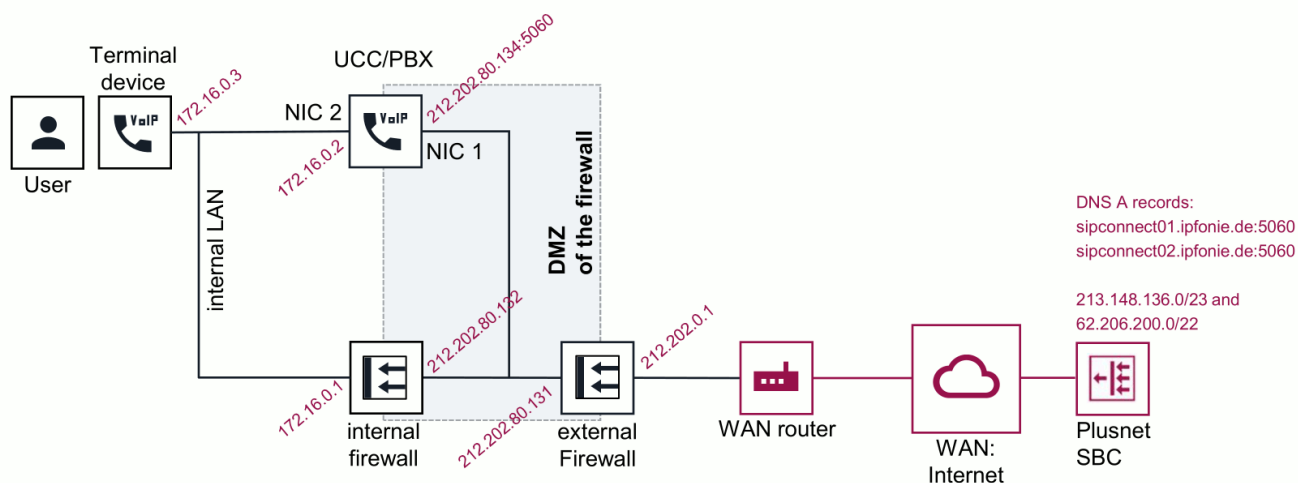 Terminal
device
172.16.0.3
VoIP
User
UCC/PBX
NIC 2
172.16.0.2
VoIP
212.202.80.134:5060
NIC 1
internal LAN
DMZ
of the firewall
172.16.0.1
212.202.80.132
internal
firewall
212.202.80.131
212.202.0.1
external
Firewall
WAN router
WAN:
Internet
DNS A records:
sipconnect01.ipfonie.de:5060
sipconnect02.ipfonie.de:5060
213.148.136.0/23 and
62.206.200.0/22
Plusnet
SBC